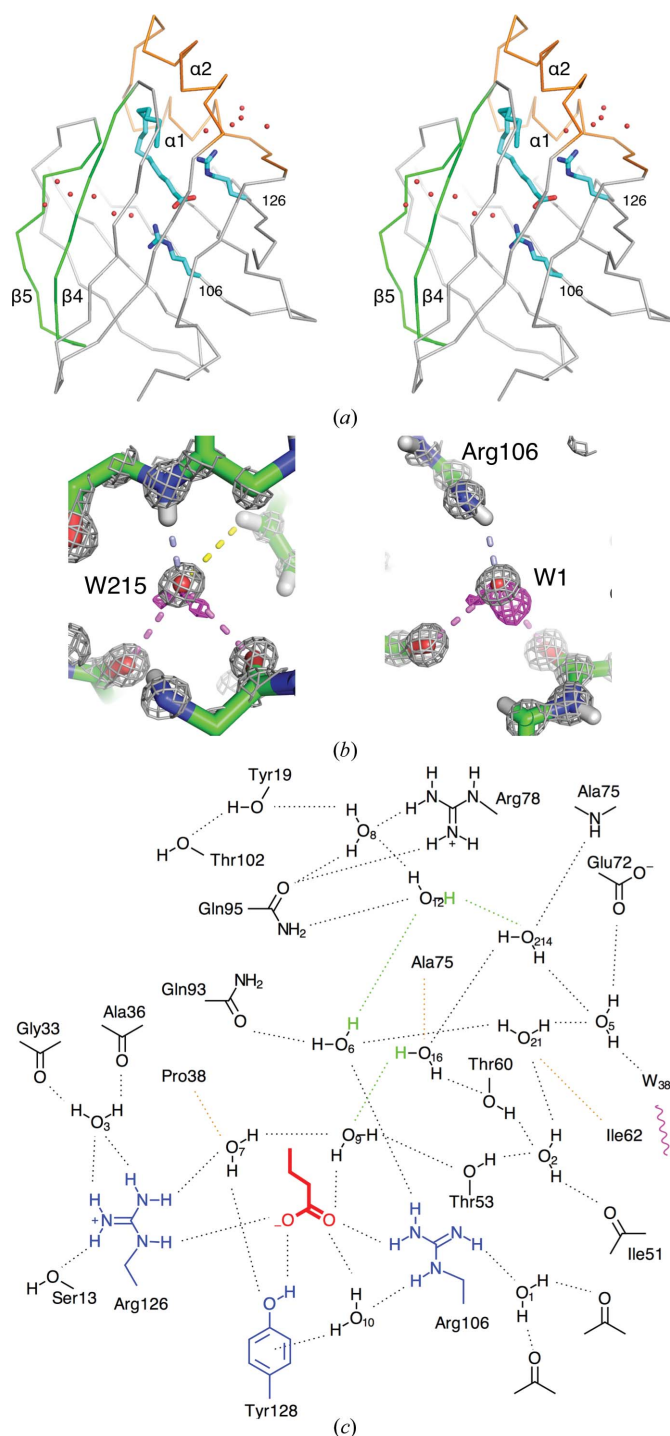 α2 α2
α1 α1
126 126
β5 β4 106 β5 β4 106
(a)
Arg106
W215 W1
(b)
Tyr19
H H
H-O H N Arg78 Ala75
H-O O8 H N
Thr102 H N-H H Glu72
H + O-
O H O
Gln95 O12-H
NH2 H-O214
NH2 Ala75 H H
Gln93
Ala36 O H O5
Gly33 H-O6 O21-H H
O H H-O16 Thr60
O Pro38 H H-O W38
H H H Ile62
O3 O7-H O9-H O-H O2
H H H H
H N-H Thr53
N+ -O O H N N-H O
H N-H H N Ile51
H-O O-H H H O1-H
Ser13 H-O10 H O
Arg126 Arg106
O
Tyr128
(c)